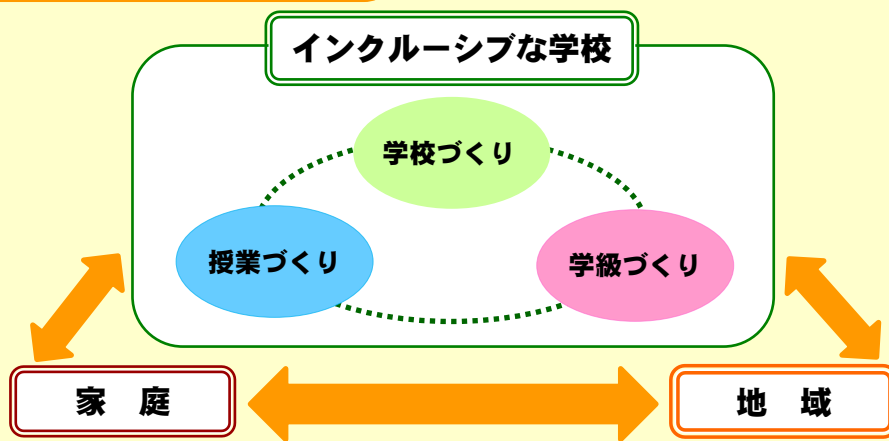 インクルーシブな学校
学校づくり
授業づくり
学級づくり
家　庭
地　域